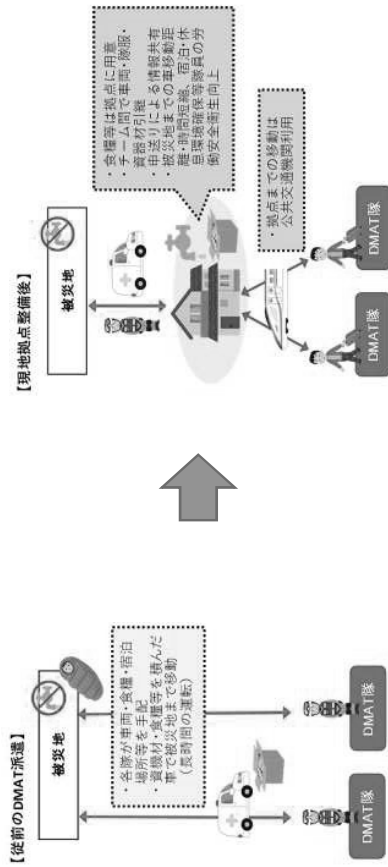 【従前のDMAT派遣】
被災地
・各隊が車両・食糧・宿泊
場所等を手配
・資機材・食糧等を積んだ
車で被災地まで移動
（長時間の運転）
DMAT隊
DMAT隊
【現地拠点整備後】
被災地
・食糧等は拠点に用意
・チーム間で車両・隊服・
資器材引継
・申送りによる情報共有
・被災地までの車移動距
離・時間短縮、宿泊・休
息環境確保等隊員の労
働安全衛生向上
・拠点までの移動は
公共交通機関利用
DMAT隊
DMAT隊